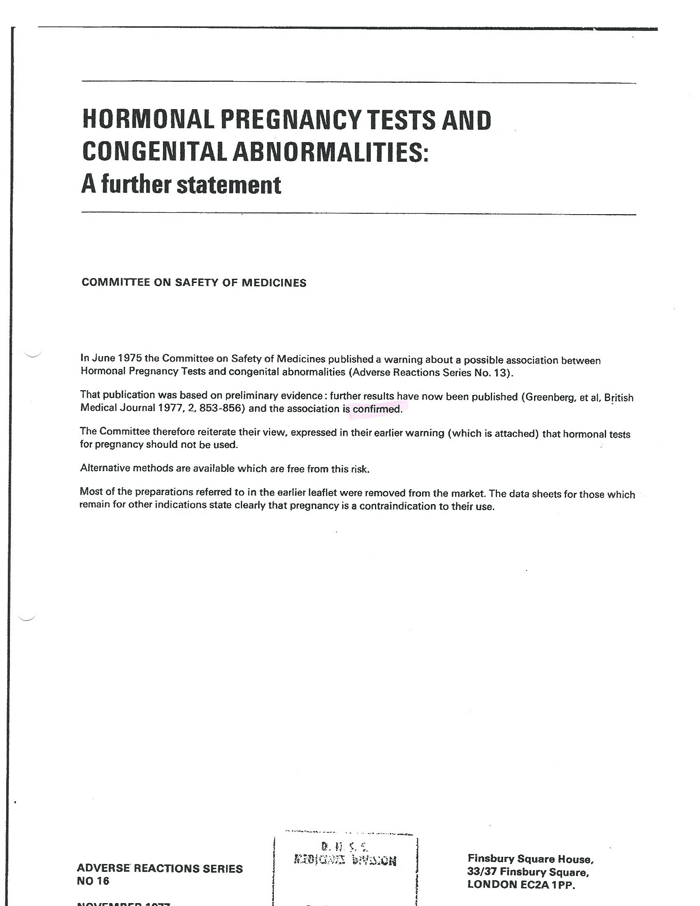 HORMONAL PREGNANCY TESTS AND
CONGENITAL ABNORMALITIES:
A further statement
COMMITTEE ON SAFETY OF MEDICINES
In June 1975 the Committee on Safety of Medicines published a warning about a possible association between
Hormonal Pregnancy Tests and congenital abnormalities (Adverse Reactions Series No. 13).
That publication was based on preliminary evidence: further results have now been published (Greenberg, et al, British
Medical Journal 1977, 2, 853-856) and the association is confirmed.
The Committee therefore reiterate their view, expressed in their earlier warning (which is attached) that hormonal tests
for pregnancy should not be used.
Alternative methods are available which are free from this risk.
Most of the preparations referred to in the earlier leaflet were removed from the market. The data sheets for those which
remain for other indications state clearly that pregnancy is a contraindication to their use.
D. H. S. S.
MEDICINES DIVISION
ADVERSE REACTIONS SERIES
NO 16
NOVEMBER 1977
Finsbury Square House,
33/37 Finsbury Square,
LONDON EC2A 1PP.